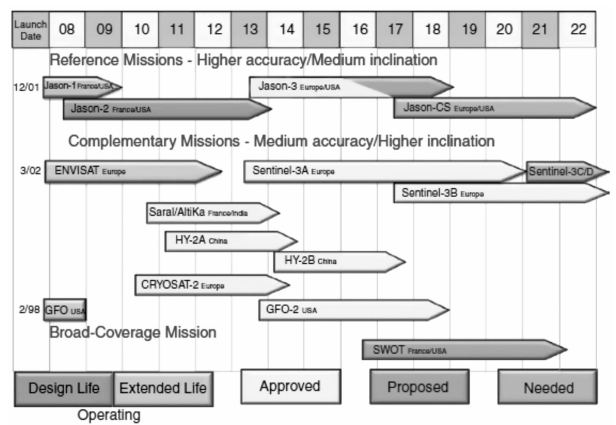 Launch Date 08 09 10 11 12 13 14 15 16 17 18 19 20 21 22
Reference Missions - Higher accuracy/Medium inclination
12/01 Jason-1 France/USA Jason-3 Europe/USA
Jason-2 France/USA Jason-CS Europe/USA
Complementary Missions - Medium accuracy/Higher inclination
3/02 ENVISAT Europe Sentinel-3A Europe Sentinel-3C/D
Sentinel-3B Europe
Saral/AltiKa France/India
HY-2A China
HY-2B China
CRYOSAT-2 Europe
2/98 GFO USA GFO-2 USA
Broad-Coverage Mission
SWOT France/USA
Design Life Extended Life Approved Proposed Needed
Operating